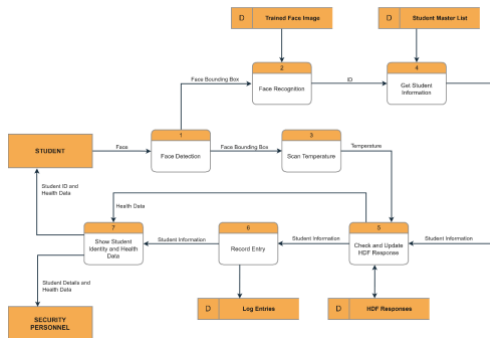 D Trained Face Image
D Student Master List
Face Bounding Box
2
Face Recognition
ID
4
Get Student
Information
STUDENT
Face
1
Face Detection
Face Bounding Box
3
Scan Temperature
Temperature
Student ID and
Health Data
Health Data
7
Show Student
Identity and Health
Data
Student Information
6
Record Entry
Student Information
5
Check and Update
HDF Response
Student Information
Student Details and
Health Data
SECURITY
PERSONNEL
D Log Entries
D HDF Responses